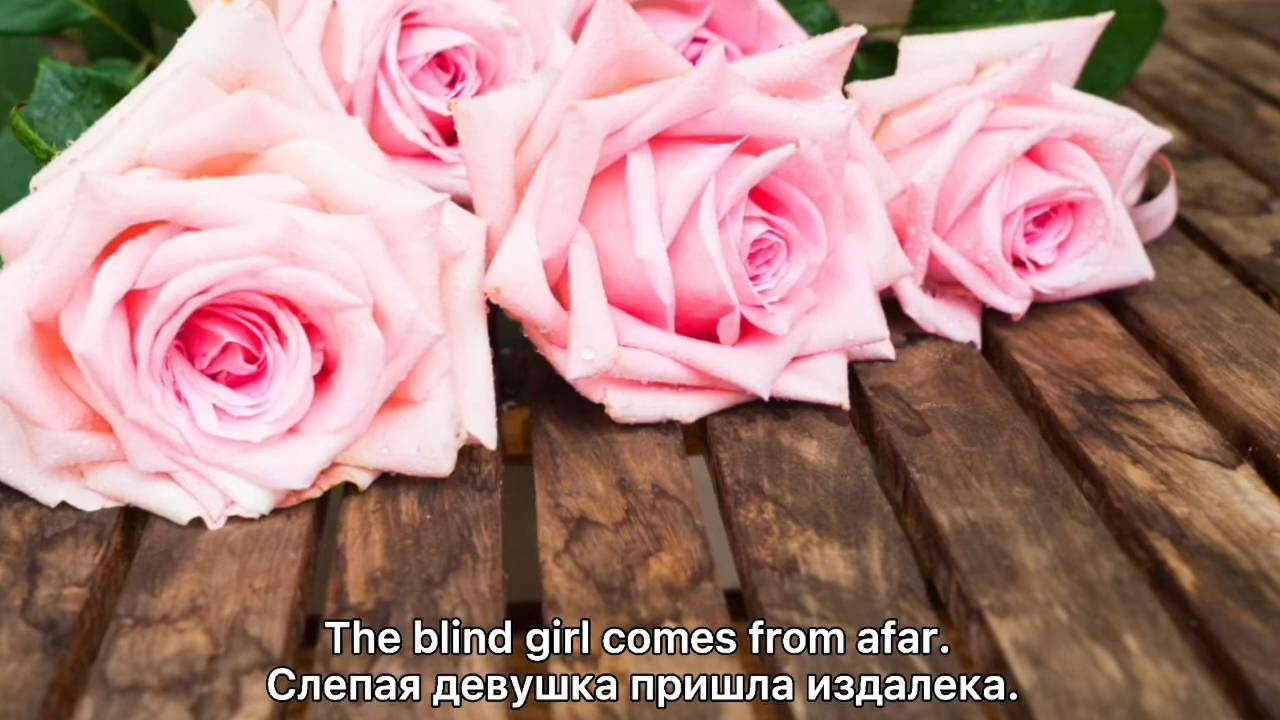 The blind girl comes from afar.
Слепая девушка пришла издалека.